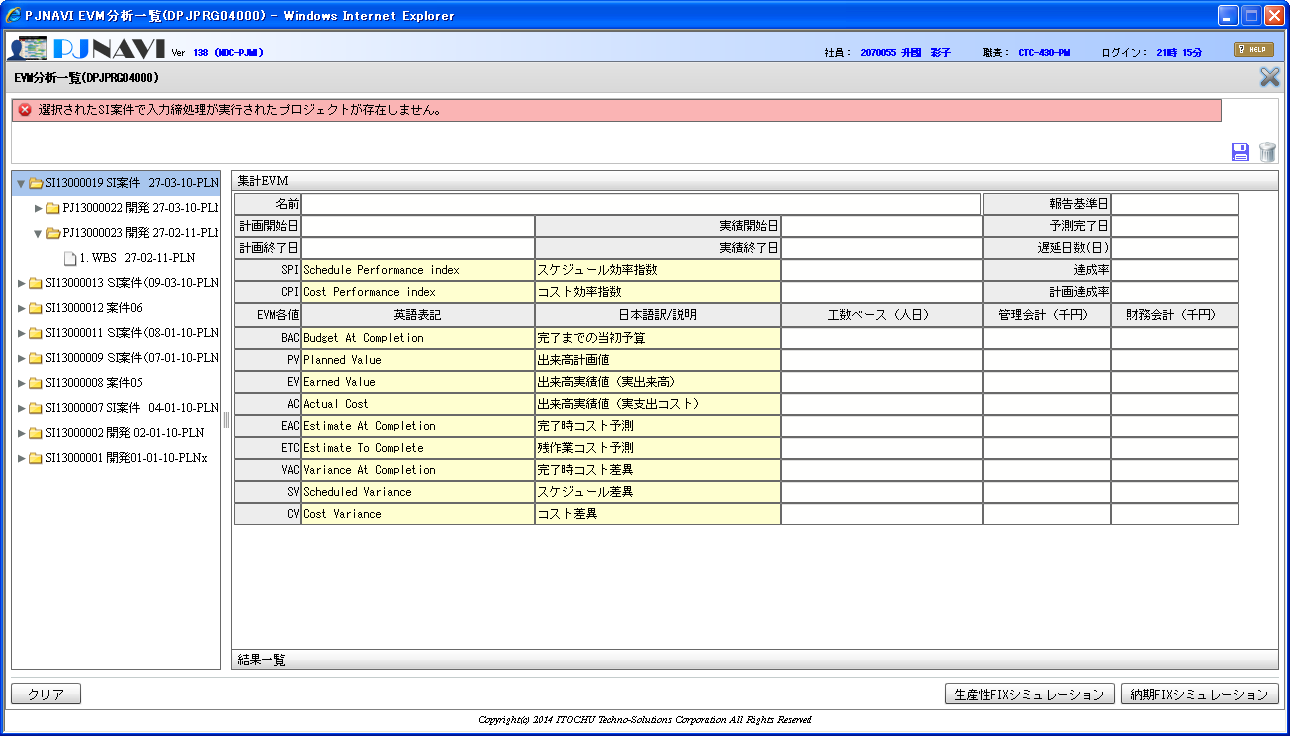 PJNAVI EVM分析一覧(DPJPRG04000) - Windows Internet Explorer
PJNAVI Ver 138 (NDC-PJMI) 社員： 2070055 升國 彩子 職責： CTC-430-PM ログイン： 21時 15分 ? HELP
EVM分析一覧(DPJPRG04000)
選択されたSI案件で入力締処理が実行されたプロジェクトが存在しません。
SI13000019 SI案件 27-03-10-PLN
PJ13000022 開発 27-03-10-PLN
PJ13000023 開発 27-02-11-PLN
1. WBS 27-02-11-PLN
SI13000013 SI案件(09-03-10-PLN
SI13000012 案件06
SI13000011 SI案件(08-01-10-PLN
SI13000009 SI案件(07-01-10-PLN
SI13000008 案件05
SI13000007 SI案件 04-01-10-PLN
SI13000002 開発 02-01-10-PLN
SI13000001 開発01-01-10-PLNx
集計EVM
名前 報告基準日
計画開始日 実績開始日 予測完了日
計画終了日 実績終了日 遅延日数(日)
SPI Schedule Performance index スケジュール効率指数 達成率
CPI Cost Performance index コスト効率指数 計画達成率
EVM各値 英語表記 日本語訳/説明 工数ベース（人日） 管理会計（千円） 財務会計（千円）
BAC Budget At Completion 完了までの当初予算
PV Planned Value 出来高計画値
EV Earned Value 出来高実績値（実出来高）
AC Actual Cost 出来高実績値（実支出コスト）
EAC Estimate At Completion 完了時コスト予測
ETC Estimate To Complete 残作業コスト予測
VAC Variance At Completion 完了時コスト差異
SV Scheduled Variance スケジュール差異
CV Cost Variance コスト差異
結果一覧
クリア 生産性FIXシミュレーション 納期FIXシミュレーション
Copyright(c) 2014 ITOCHU Techno-Solutions Corporation All Rights Reserved